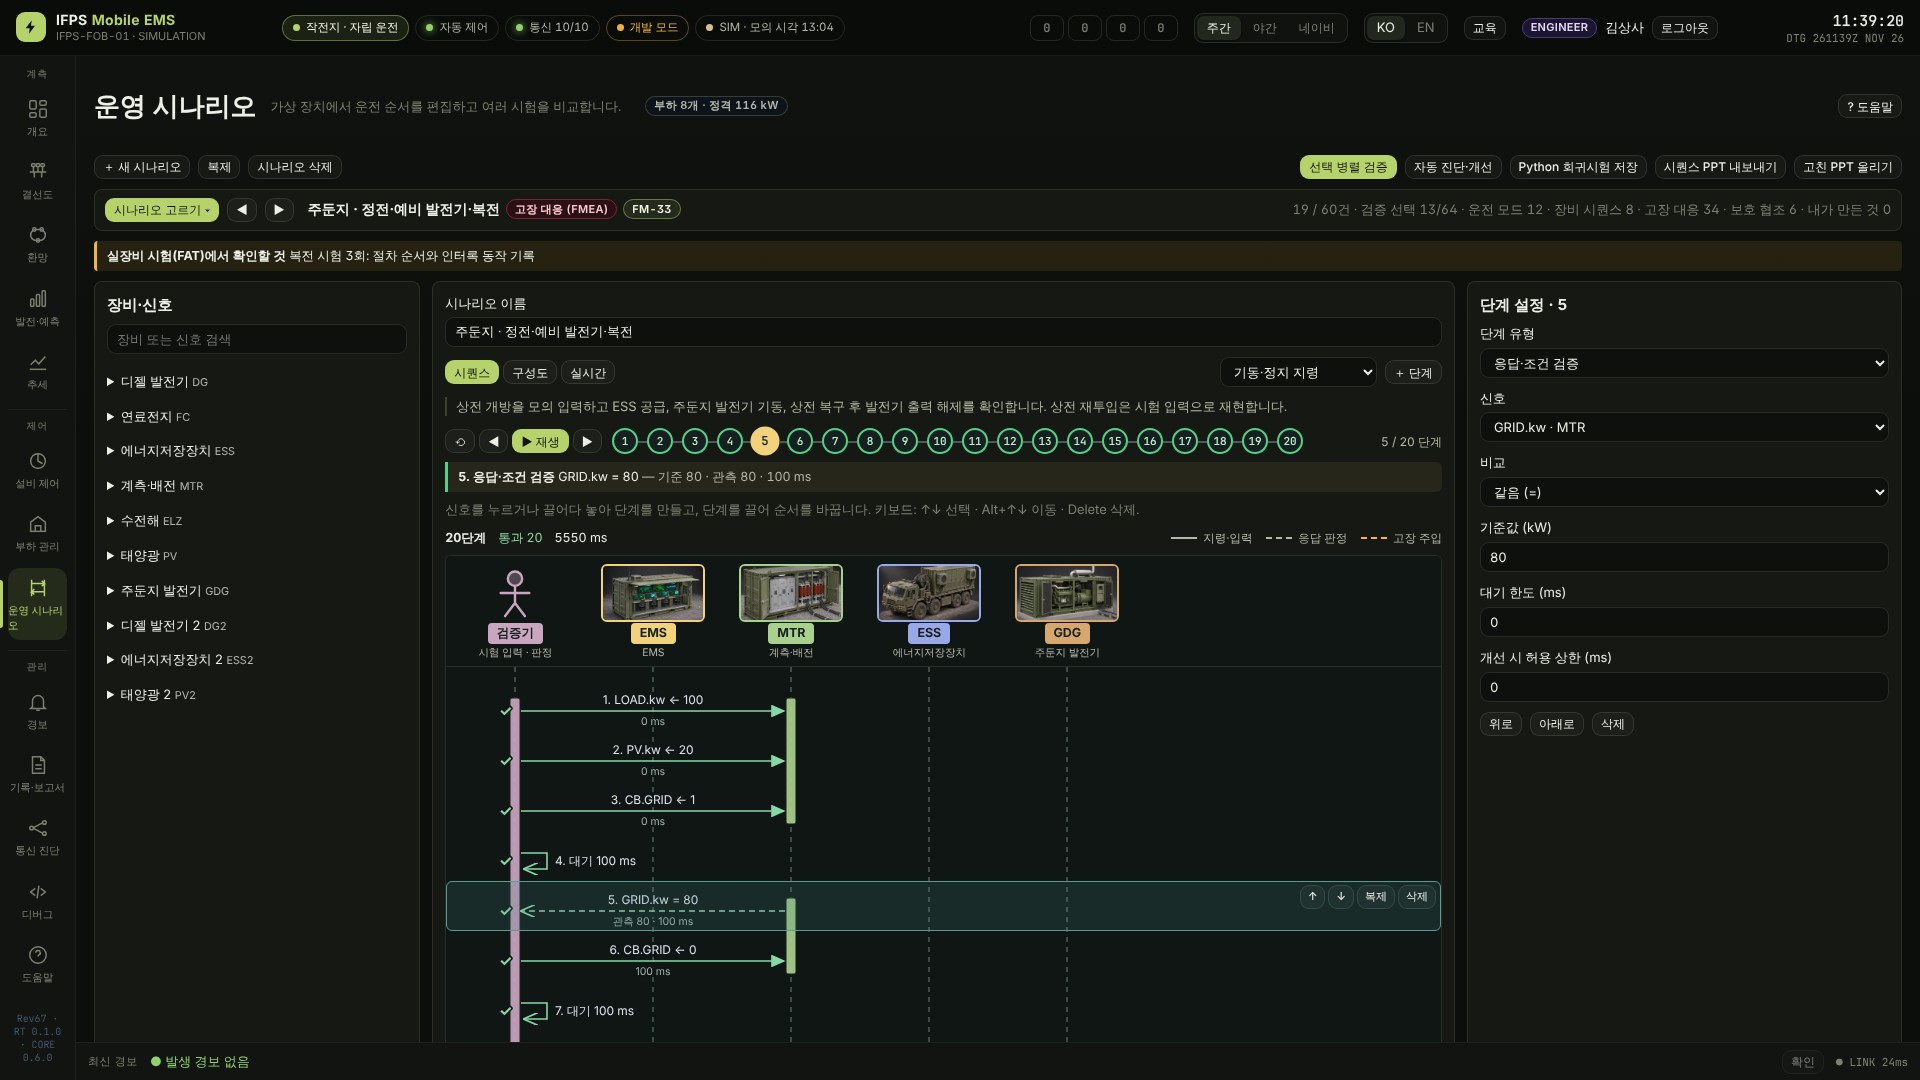 IFPS Mobile EMS
IFPS-FOB-01 · SIMULATION
작전지 · 자립 운전
자동 제어
통신 10/10
개발 모드
SIM · 모의 시각 13:04
0 0 0 0
주간 야간 네이비
KO EN
교육
ENGINEER 김상사 로그아웃
11:39:20
DTG 261139Z NOV 26
계측
개요
결선도
환망
발전·예측
추세
제어
설비 제어
부하 관리
운영 시나리오
관리
경보
기록·보고서
통신 진단
디버그
도움말
Rev67 ·
RT 0.1.0
· CORE
0.6.0
운영 시나리오 가상 장치에서 운전 순서를 편집하고 여러 시험을 비교합니다. 부하 8개 · 정격 116 kW
? 도움말
+ 새 시나리오 복제 시나리오 삭제
선택 병렬 검증 자동 진단·개선 Python 회귀시험 저장 시퀀스 PPT 내보내기 고친 PPT 올리기
시나리오 고르기 ▾ ◀ ▶ 주둔지 · 정전·예비 발전기·복전 고장 대응 (FMEA) FM-33
19 / 60건 · 검증 선택 13/64 · 운전 모드 12 · 장비 시퀀스 8 · 고장 대응 34 · 보호 협조 6 · 내가 만든 것 0
실장비 시험(FAT)에서 확인할 것 복전 시험 3회: 절차 순서와 인터록 동작 기록
장비·신호
장비 또는 신호 검색
▶ 디젤 발전기 DG
▶ 연료전지 FC
▶ 에너지저장장치 ESS
▶ 계측·배전 MTR
▶ 수전해 ELZ
▶ 태양광 PV
▶ 주둔지 발전기 GDG
▶ 디젤 발전기 2 DG2
▶ 에너지저장장치 2 ESS2
▶ 태양광 2 PV2
시나리오 이름
주둔지 · 정전·예비 발전기·복전
시퀀스 구성도 실시간
기동·정지 지령 + 단계
상전 개방을 모의 입력하고 ESS 공급, 주둔지 발전기 기동, 상전 복구 후 발전기 출력 해제를 확인합니다. 상전 재투입은 시험 입력으로 재현합니다.
⟲ ◀ ▶ 재생 ▶ 1 2 3 4 5 6 7 8 9 10 11 12 13 14 15 16 17 18 19 20 5 / 20 단계
5. 응답·조건 검증 GRID.kw = 80 — 기준 80 · 관측 80 · 100 ms
신호를 누르거나 끌어다 놓아 단계를 만들고, 단계를 끌어 순서를 바꿉니다. 키보드: ↑↓ 선택 · Alt+↑↓ 이동 · Delete 삭제.
20단계 통과 20 5550 ms
지령·입력 응답 판정 고장 주입
검증기 EMS MTR ESS GDG
시험 입력 · 판정 EMS 계측·배전 에너지저장장치 주둔지 발전기
1. LOAD.kw ← 100
0 ms
2. PV.kw ← 20
0 ms
3. CB.GRID ← 1
0 ms
4. 대기 100 ms
5. GRID.kw = 80
관측 80 · 100 ms
↑ ↓ 복제 삭제
6. CB.GRID ← 0
100 ms
7. 대기 100 ms
단계 설정 · 5
단계 유형
응답·조건 검증
신호
GRID.kw · MTR
비교
같음 (=)
기준값 (kW)
80
대기 한도 (ms)
0
개선 시 허용 상한 (ms)
0
위로 아래로 삭제
최신 경보 발생 경보 없음
확인 LINK 24ms